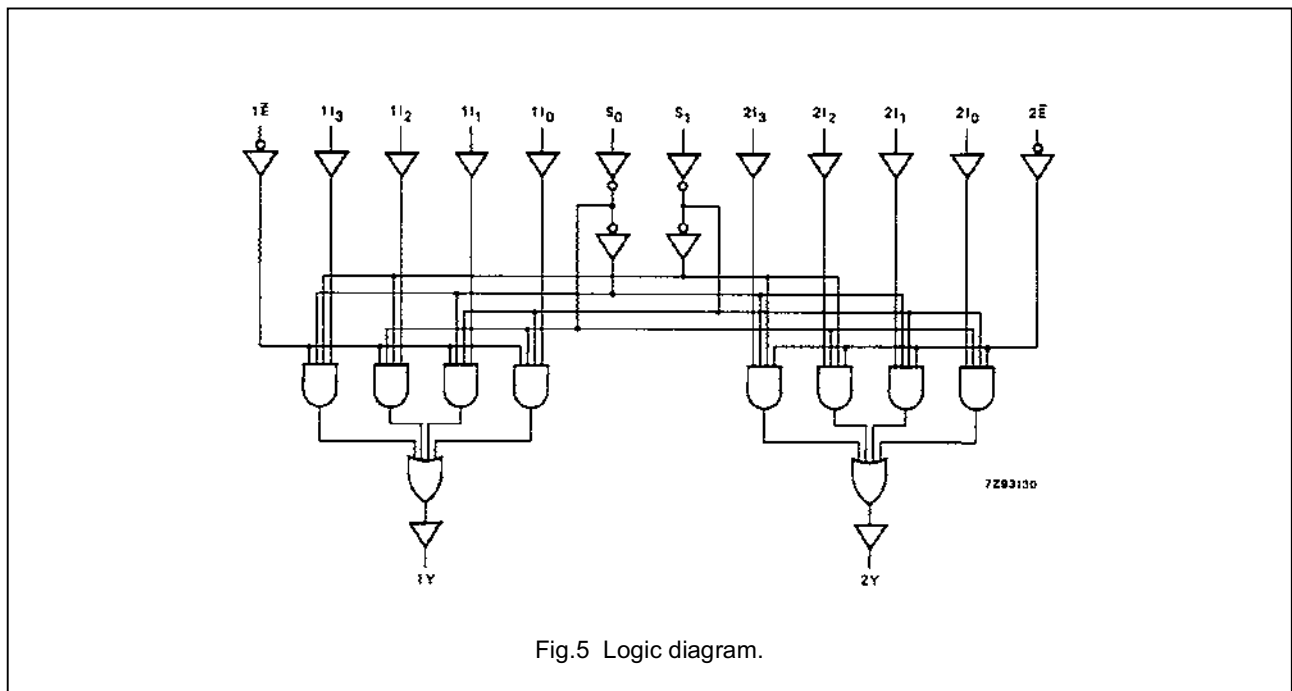 1Ē 1I₃ 1I₂ 1I₁ 1I₀ S₀ S₁ 2I₃ 2I₂ 2I₁ 2I₀ 2Ē
7Z93130
1Y 2Y
Fig.5 Logic diagram.